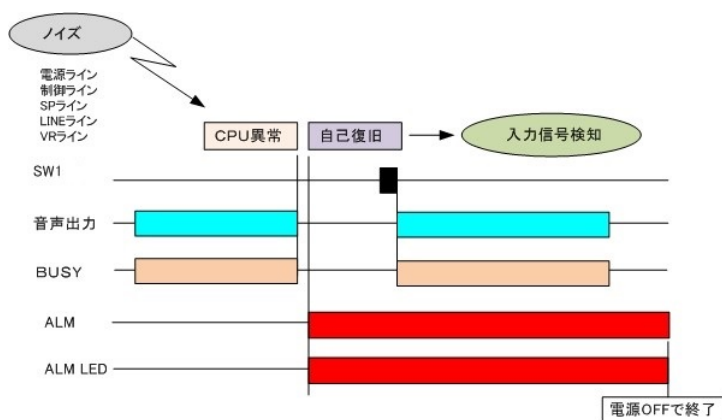 ノイズ
電源ライン
制御ライン
SPライン
LINEライン
VRライン
CPU異常
自己復旧
入力信号検知
SW1
音声出力
BUSY
ALM
ALM LED
電源OFFで終了